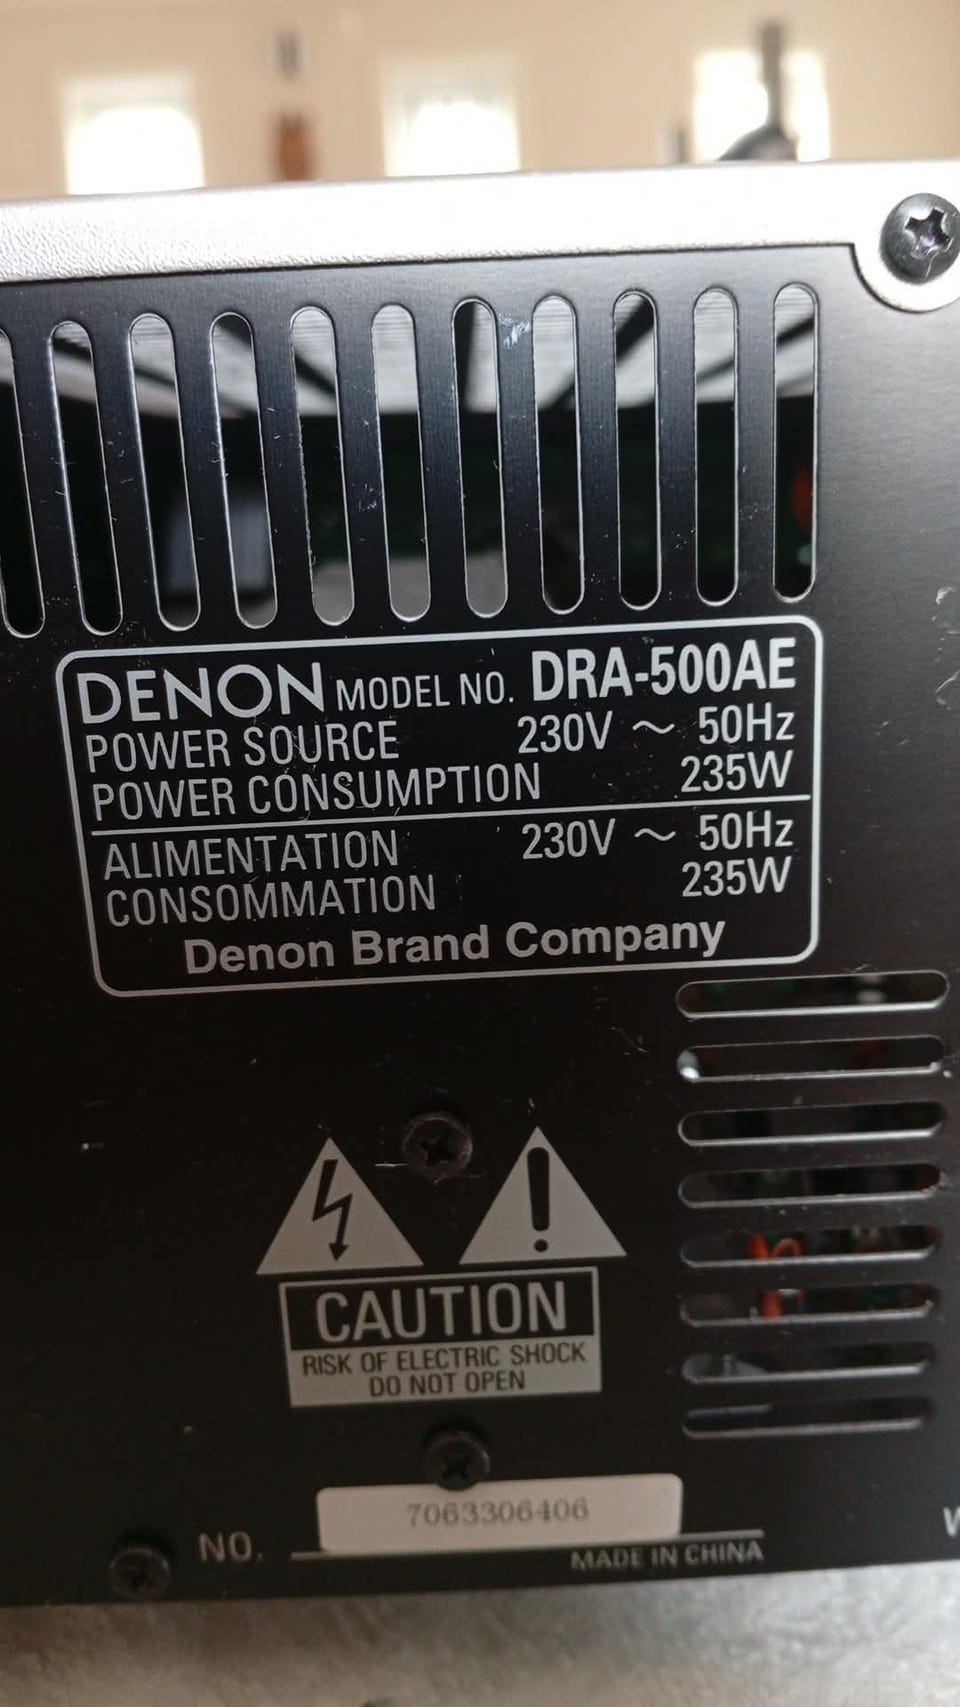 DENON MODEL NO. DRA-500AE
POWER SOURCE 230V ~ 50Hz
POWER CONSUMPTION 235W
ALIMENTATION 230V ~ 50Hz
CONSOMMATION 235W
Denon Brand Company
!
CAUTION
RISK OF ELECTRIC SHOCK
DO NOT OPEN
NO. 7063306406
MADE IN CHINA